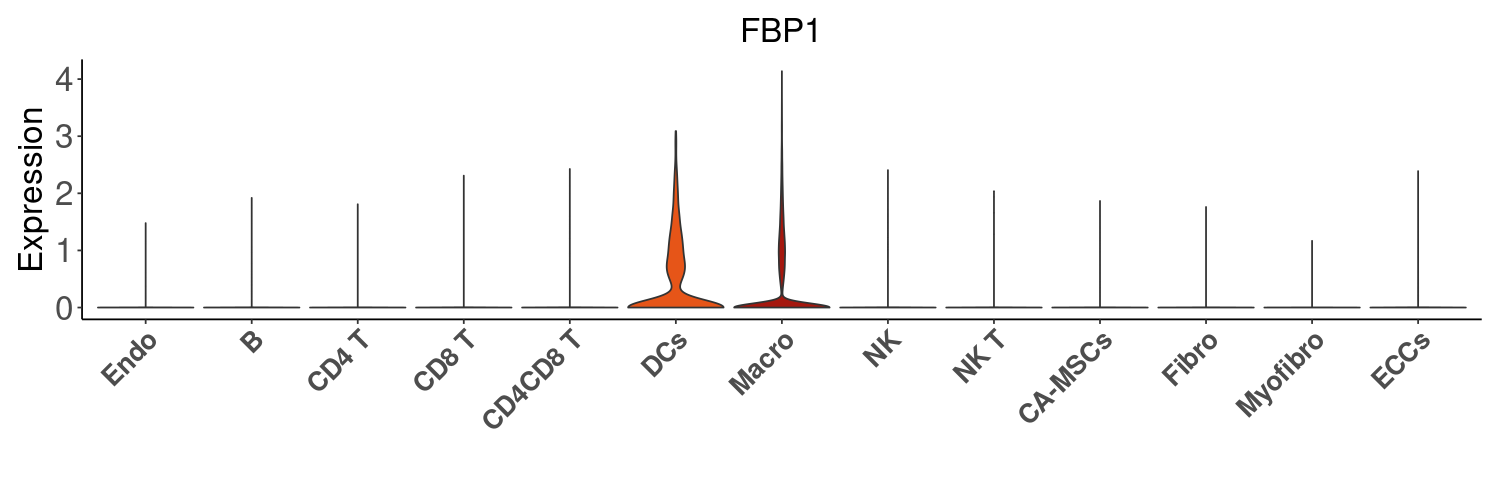 FBP1
Expression
4
3
2
1
0
Endo
B
CD4 T
CD8 T
CD4CD8 T
DCs
Macro
NK
NK T
CA-MSCs
Fibro
Myofibro
ECCs